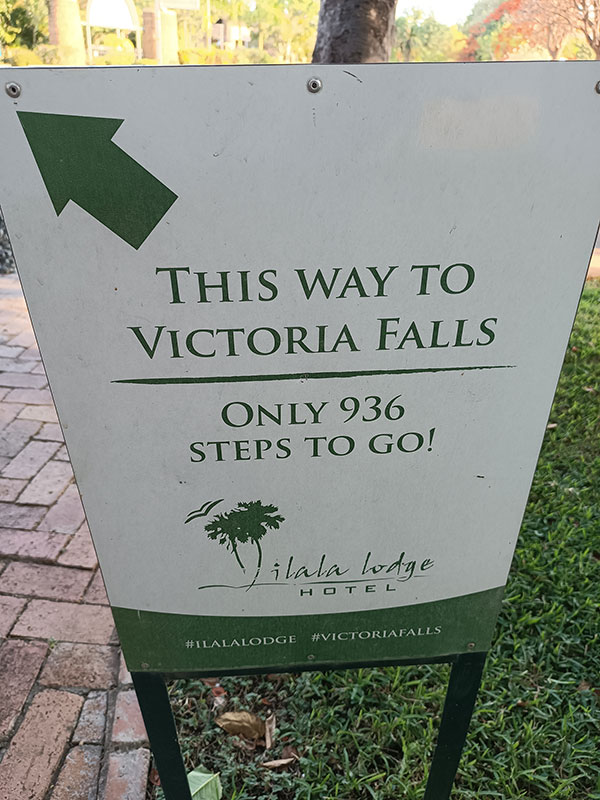 THIS WAY TO
VICTORIA FALLS
ONLY 936
STEPS TO GO!
ilala lodge
HOTEL
#ILALALODGE #VICTORIAFALLS